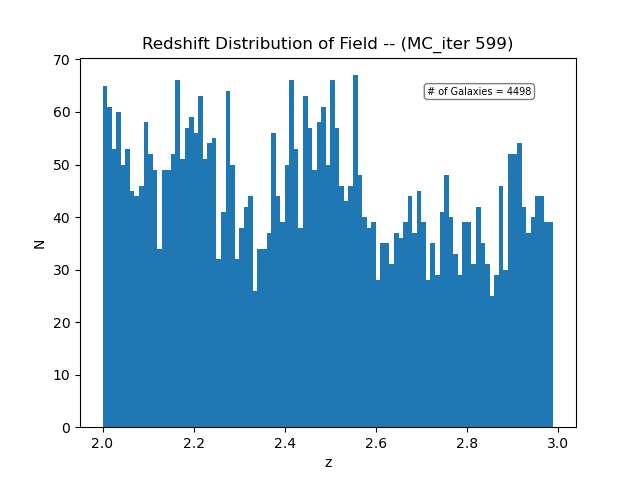 Redshift Distribution of Field -- (MC_iter 599)
# of Galaxies = 4498
70
60
50
40
30
20
10
0
N
2.0 2.2 2.4 2.6 2.8 3.0
z